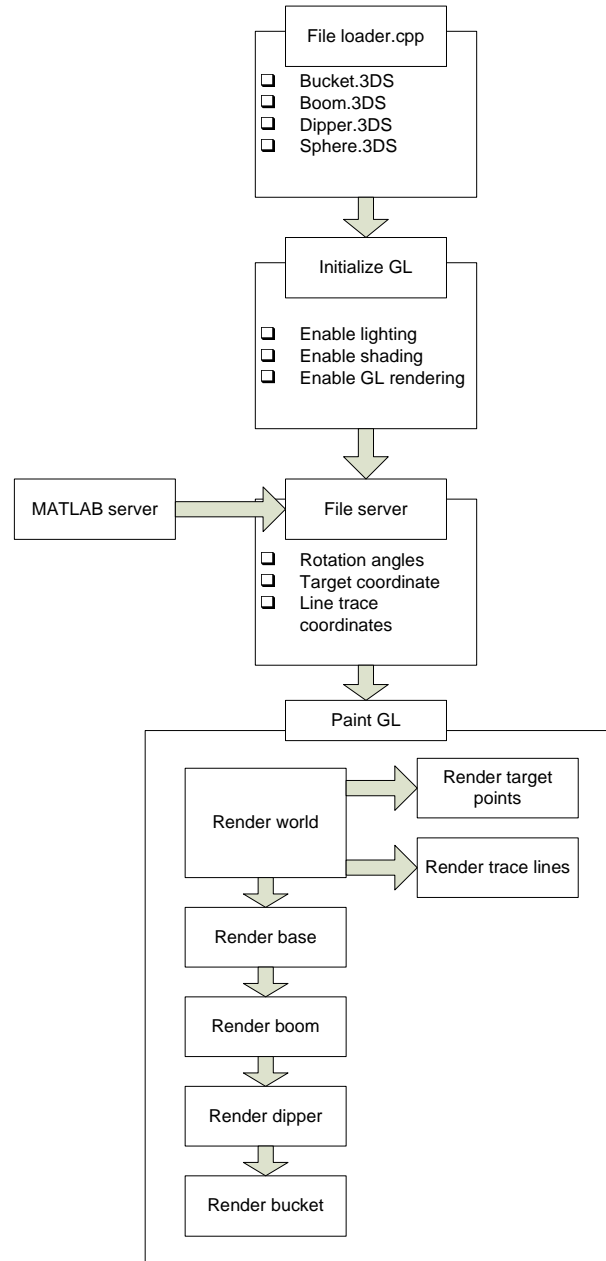 File loader.cpp
❑ Bucket.3DS
❑ Boom.3DS
❑ Dipper.3DS
❑ Sphere.3DS
Initialize GL
❑ Enable lighting
❑ Enable shading
❑ Enable GL rendering
MATLAB server
File server
❑ Rotation angles
❑ Target coordinate
❑ Line trace
coordinates
Paint GL
Render world
Render target
points
Render trace lines
Render base
Render boom
Render dipper
Render bucket